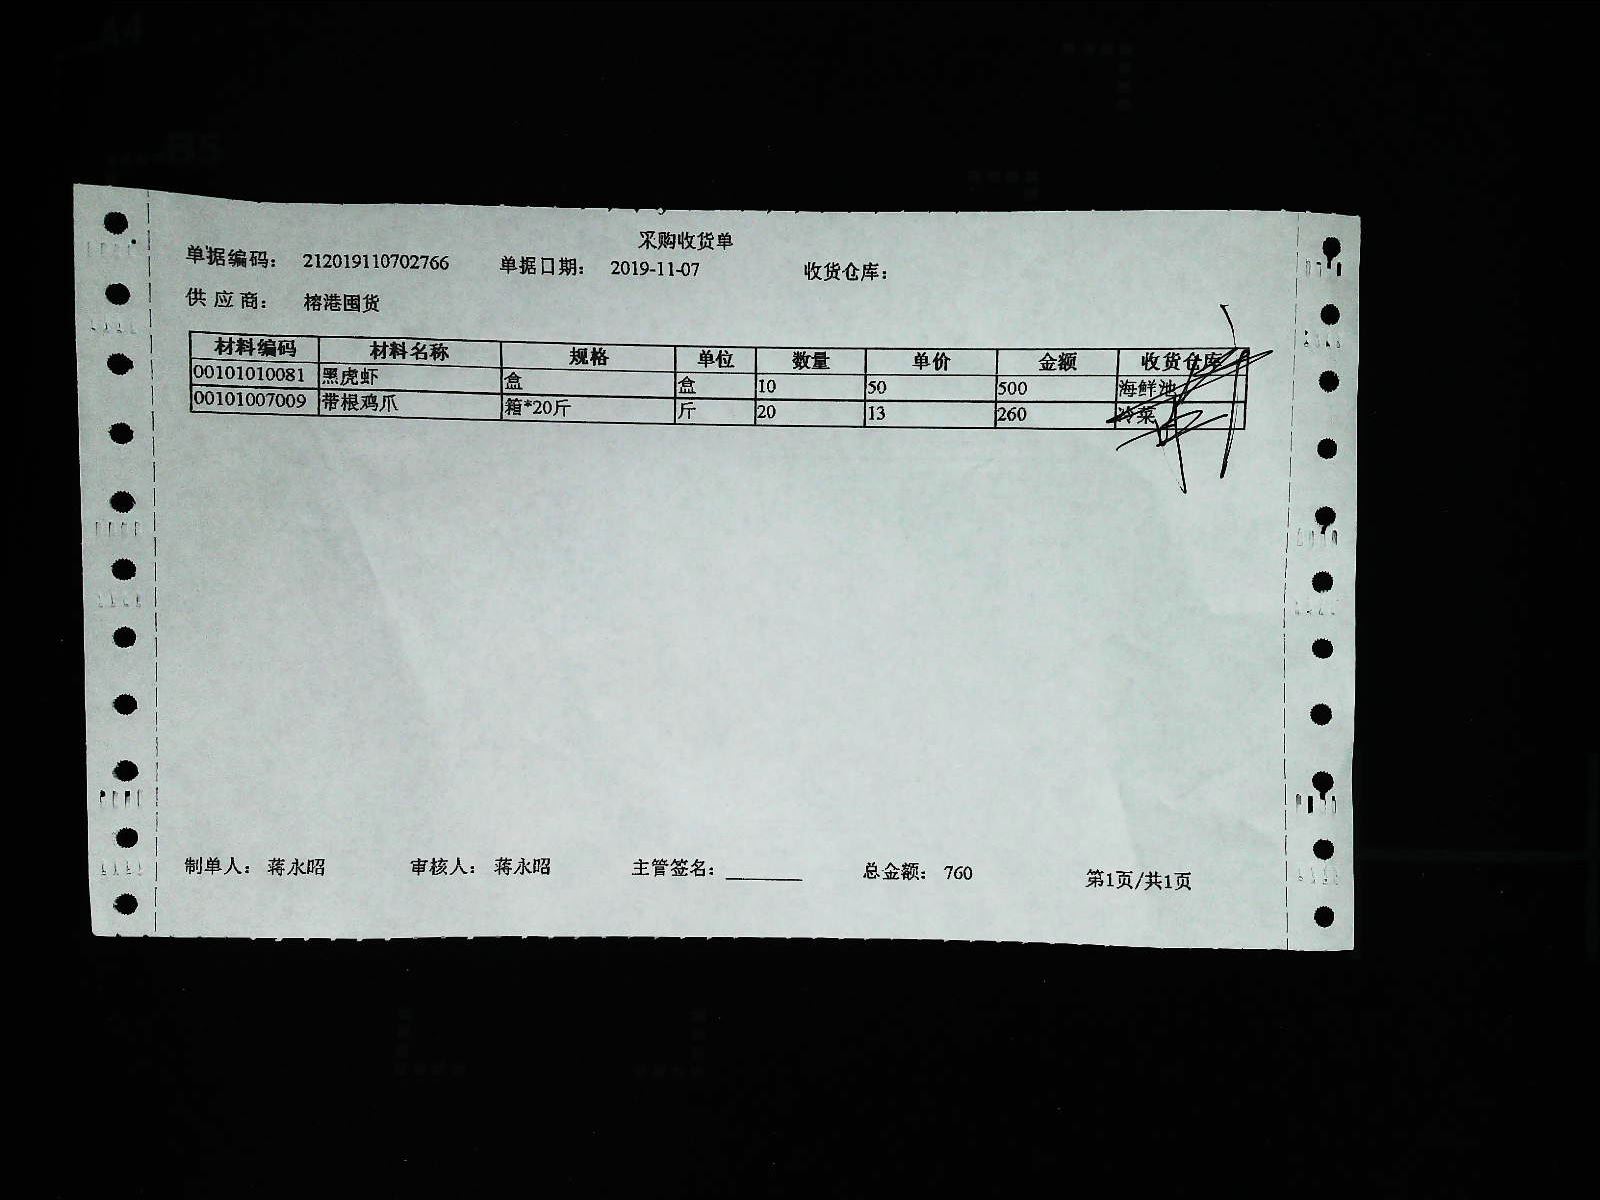 采购收货单
单据编码: 212019110702766 单据日期: 2019-11-07 收货仓库:
供应商: 榕港囤货
材料编码 材料名称 规格 单位 数量 单价 金额 收货仓库
00101010081 黑虎虾 盒 盒 10 50 500 海鲜池
00101007009 带根鸡爪 箱*20斤 斤 20 13 260 冷菜
制单人: 蒋永昭 审核人: 蒋永昭 主管签名: 总金额: 760 第1页/共1页